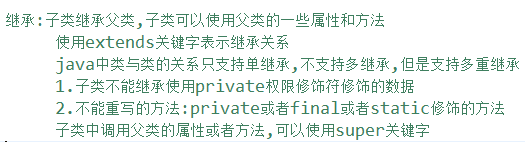 继承:子类继承父类,子类可以使用父类的一些属性和方法
使用extends关键字表示继承关系
java中类与类的关系只支持单继承,不支持多继承,但是支持多重继承
1.子类不能继承使用private权限修饰符修饰的数据
2.不能重写的方法:private或者final或者static修饰的方法
子类中调用父类的属性或者方法,可以使用super关键字